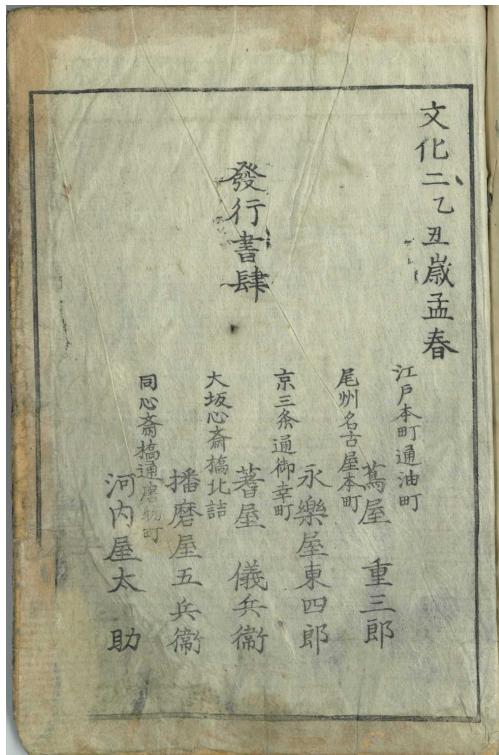 文化二乙丑歳孟春
發行書肆
江戸本町通油町
蔦屋 重三郎
尾州名古屋本町
永樂屋東四郎
京三条通御幸町
蓍屋 儀兵衞
大坂心斎橋北詰
播磨屋五兵衞
同心斎橋通唐物町
河内屋太 助